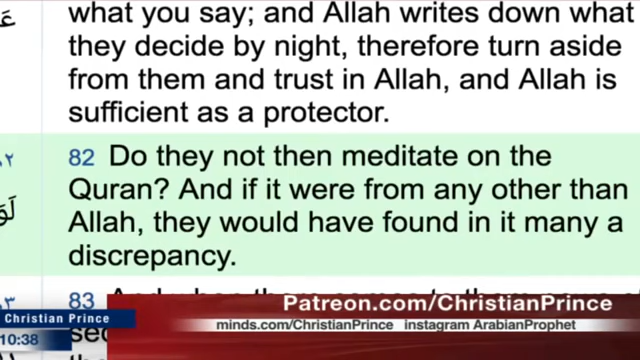 what you say; and Allah writes down what
they decide by night, therefore turn aside
from them and trust in Allah, and Allah is
sufficient as a protector.
82 Do they not then meditate on the
Quran? And if it were from any other than
Allah, they would have found in it many a
discrepancy.
83
Patreon.com/ChristianPrince
Christian Prince
minds.com/ChristianPrince instagram ArabianProphet
10:38